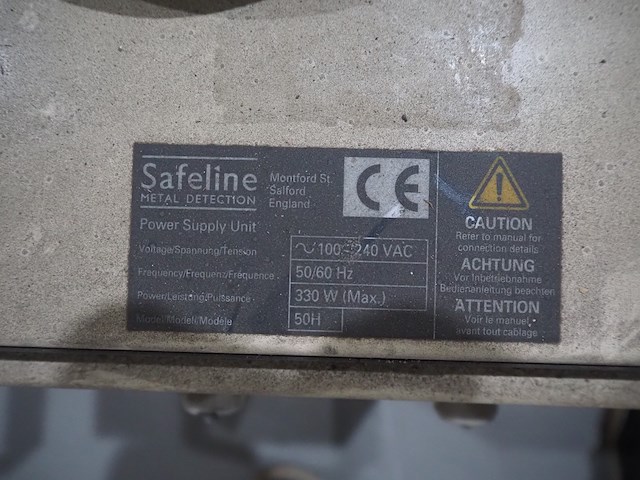 Safeline
METAL DETECTION
Montford St.
Salford
England
CE
Power Supply Unit
Voltage/Spannung/Tension
~100-240 VAC
Frequency/Frequenz/Fréquence
50/60 Hz
Power/Leistung/Puissance
330 W (Max.)
Model/Modell/Modèle
50H
CAUTION
Refer to manual for
connection details
ACHTUNG
Vor Inbetriebnahme
Bedienanleitung beachten
ATTENTION
Voir le manuel
avant tout cablage